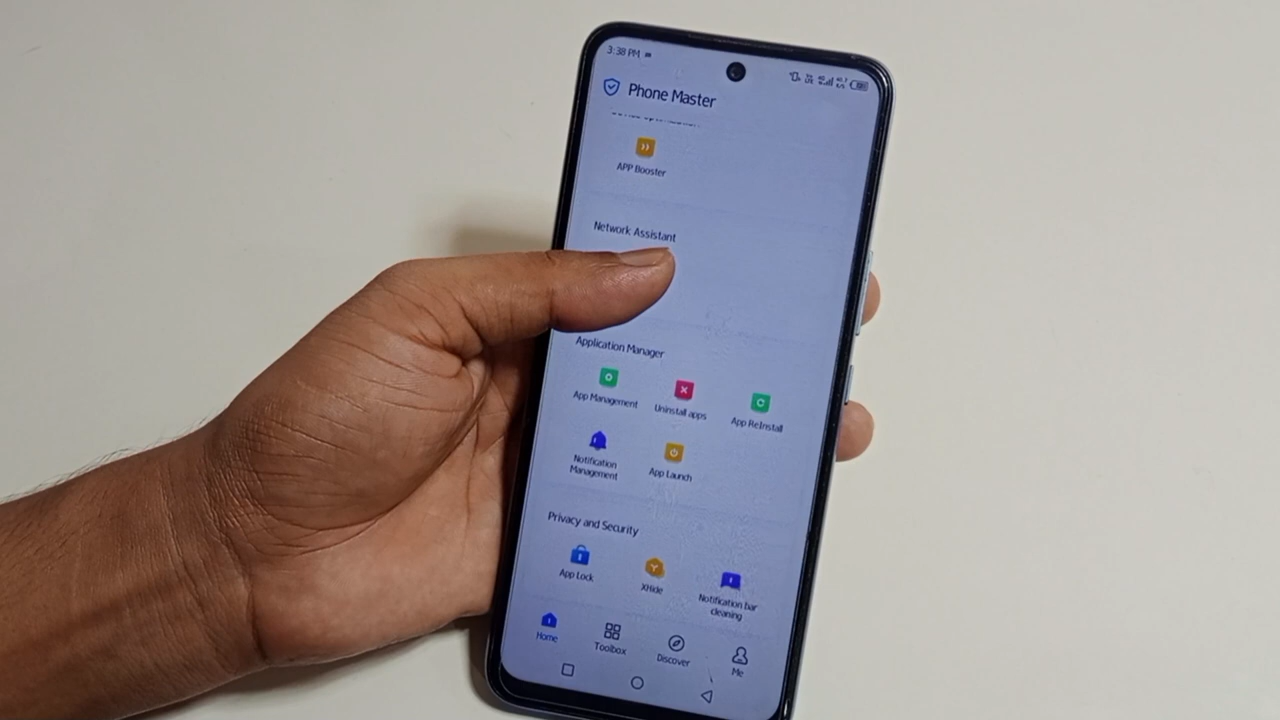 3:38 PM
Phone Master
APP Booster
Network Assistant
Application Manager
App Management
Uninstall apps
App ReInstall
Notification
Management
App Launch
Privacy and Security
App Lock
XHide
Notification bar
cleaning
Home
Toolbox
Discover
Me